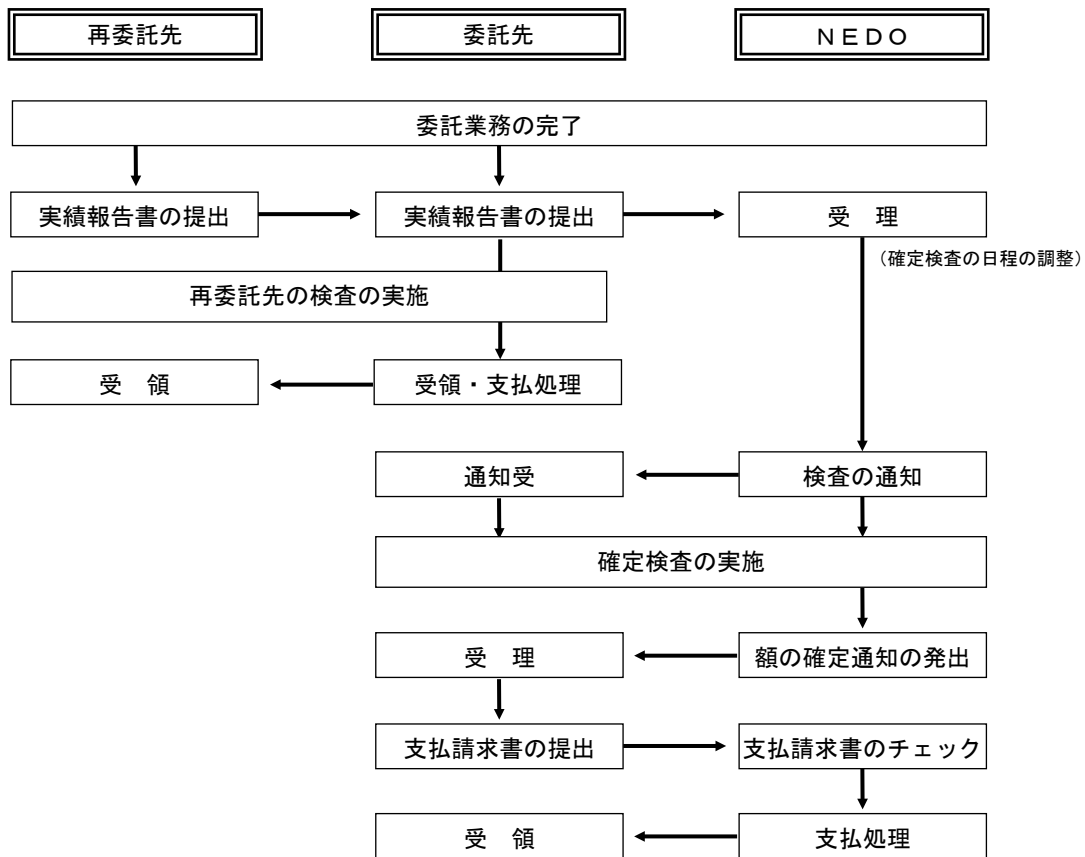 再委託先
委託先
ＮＥＤＯ
委託業務の完了
実績報告書の提出
実績報告書の提出
受　理
（確定検査の日程の調整）
再委託先の検査の実施
受　領
受領・支払処理
通知受
検査の通知
確定検査の実施
受　理
額の確定通知の発出
支払請求書の提出
支払請求書のチェック
受　領
支払処理